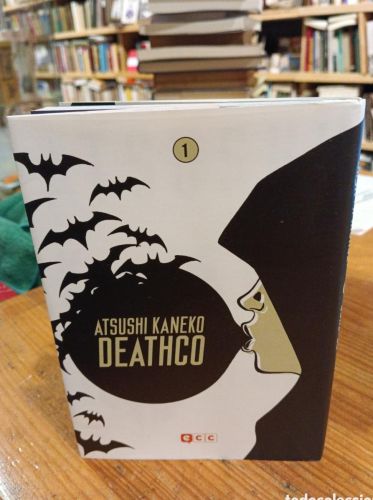 1
ATSUSHI KANEKO
DEATHCO
ecc